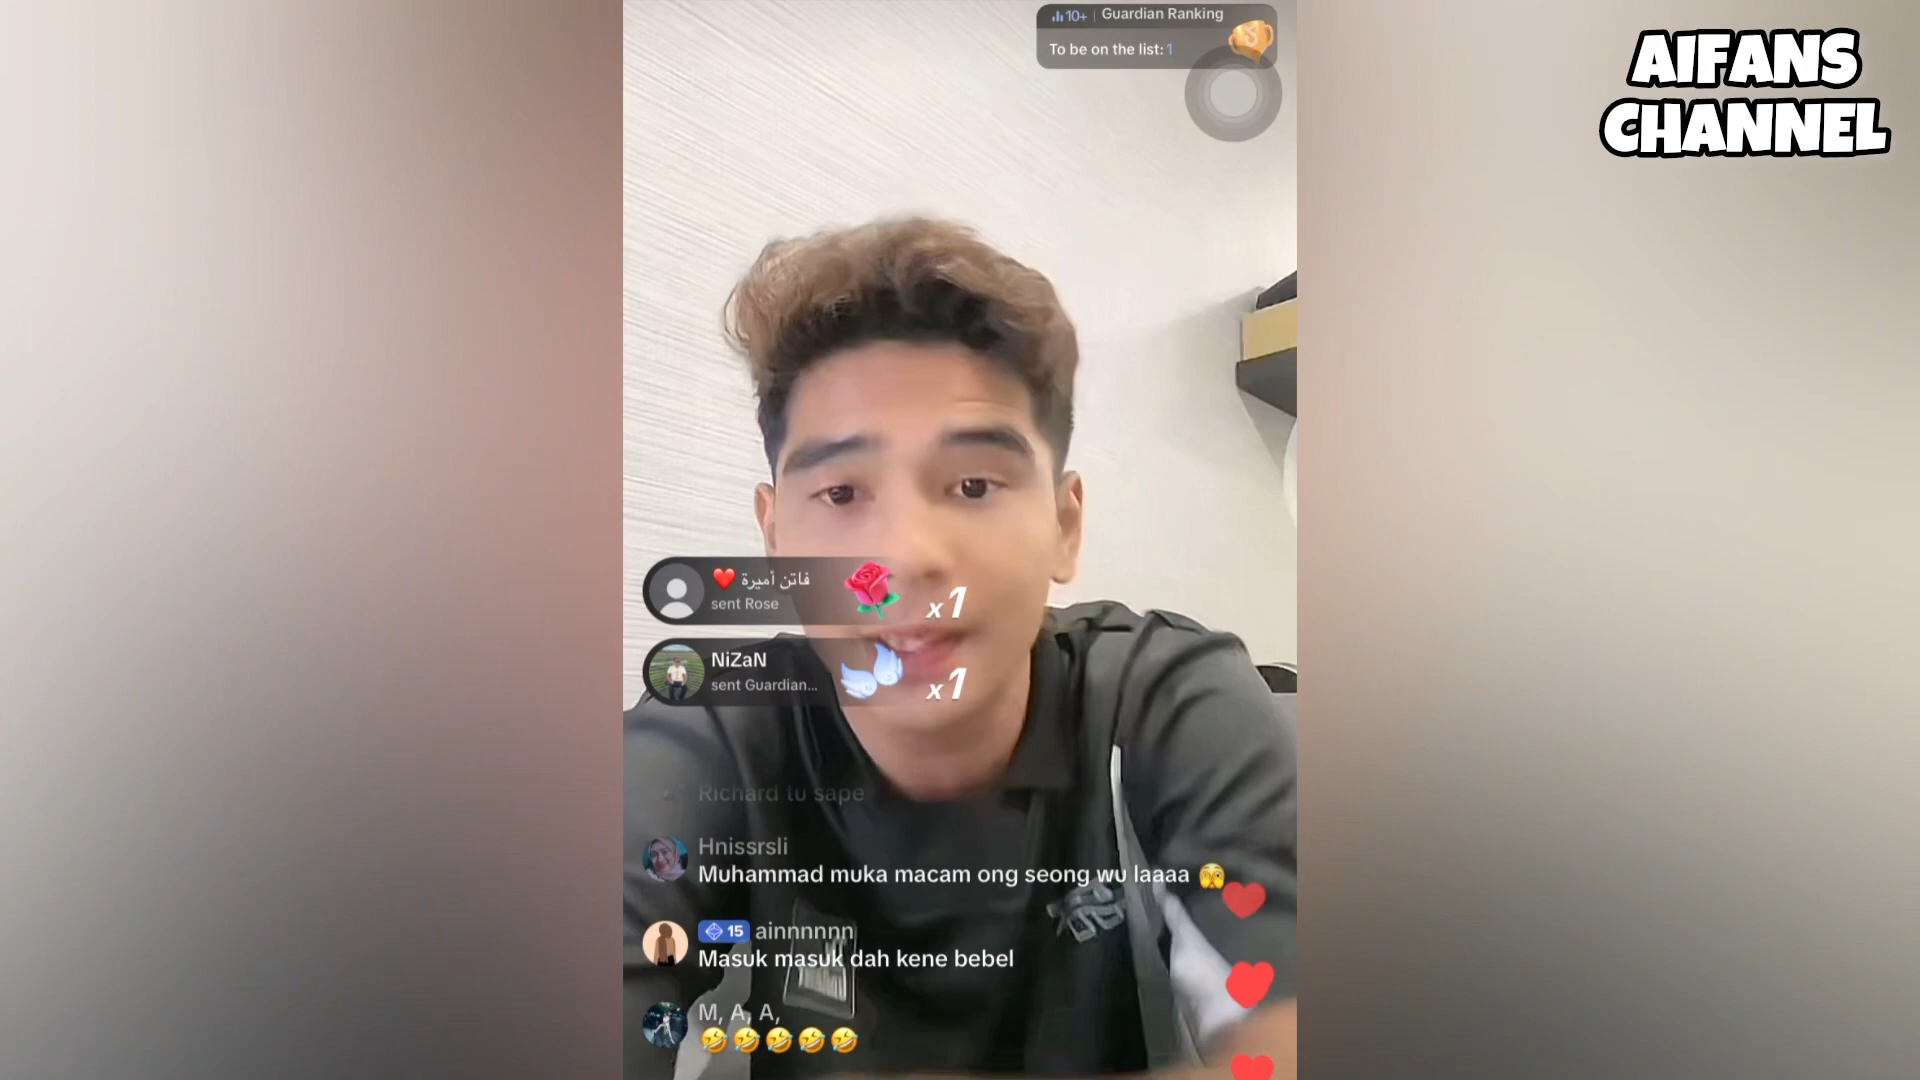 10+ | Guardian Ranking
To be on the list: 1
AIFANS
CHANNEL
❤️ فاتن أميرة
sent Rose
x1
NiZaN
sent Guardian...
x1
Richard tu sape
Hnissrsli
Muhammad muka macam ong seong wu laaaa 🫣
15 ainnnnnn
Masuk masuk dah kene bebel
M, A, A,
🤣🤣🤣🤣🤣